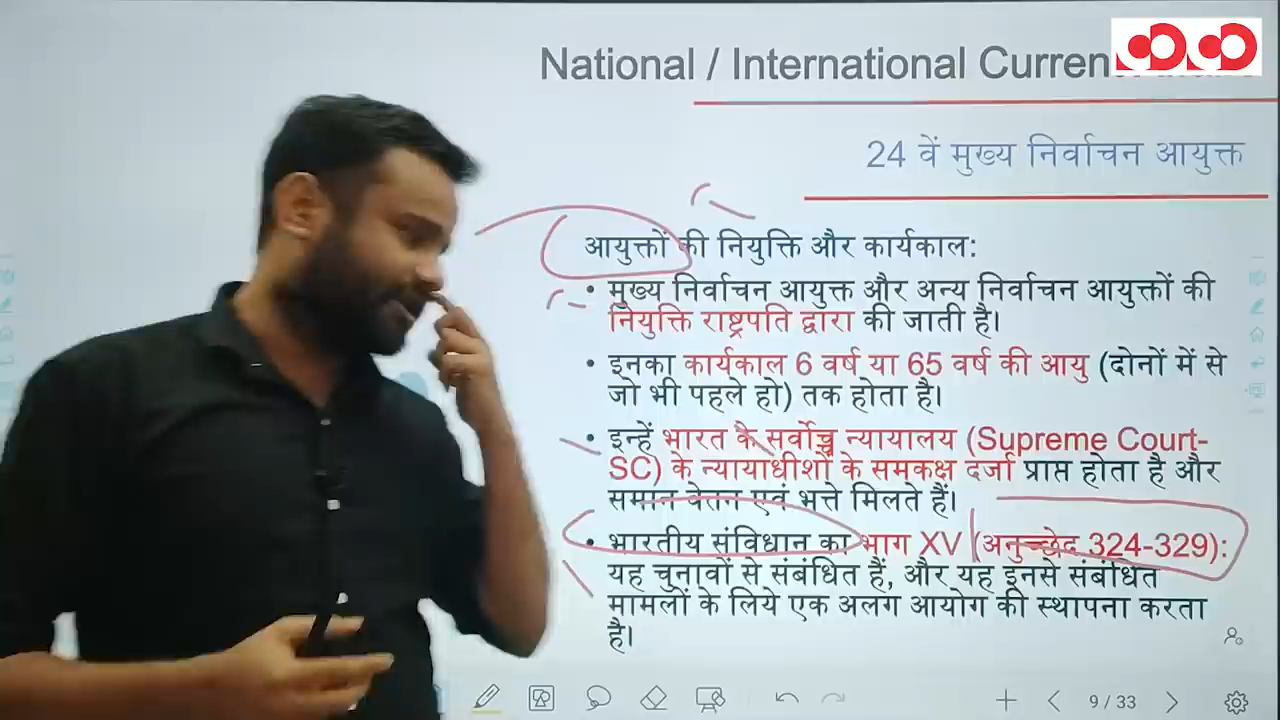 National / International Curren
24 वें मुख्य निर्वाचन आयुक्त
आयुक्तों की नियुक्ति और कार्यकाल:
• मुख्य निर्वाचन आयुक्त और अन्य निर्वाचन आयुक्तों की
नियुक्ति राष्ट्रपति द्वारा की जाती है।
• इनका कार्यकाल 6 वर्ष या 65 वर्ष की आयु (दोनों में से
जो भी पहले हो) तक होता है।
• इन्हें भारत के सर्वोच्च न्यायालय (Supreme Court-
SC) के न्यायाधीशों के समकक्ष दर्जा प्राप्त होता है और
समान वेतन एवं भत्ते मिलते हैं।
• भारतीय संविधान का भाग XV (अनुच्छेद 324-329):
यह चुनावों से संबंधित हैं, और यह इनसे संबंधित
मामलों के लिये एक अलग आयोग की स्थापना करता
है।
9 / 33